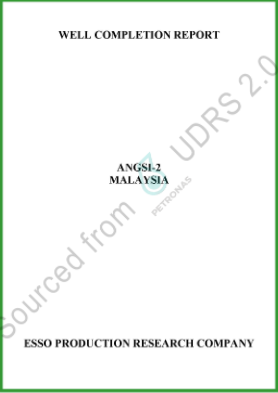 WELL COMPLETION REPORT
ANGSI-2
MALAYSIA
PETRONAS
Sourced from UDRS 2.0
ESSO PRODUCTION RESEARCH COMPANY